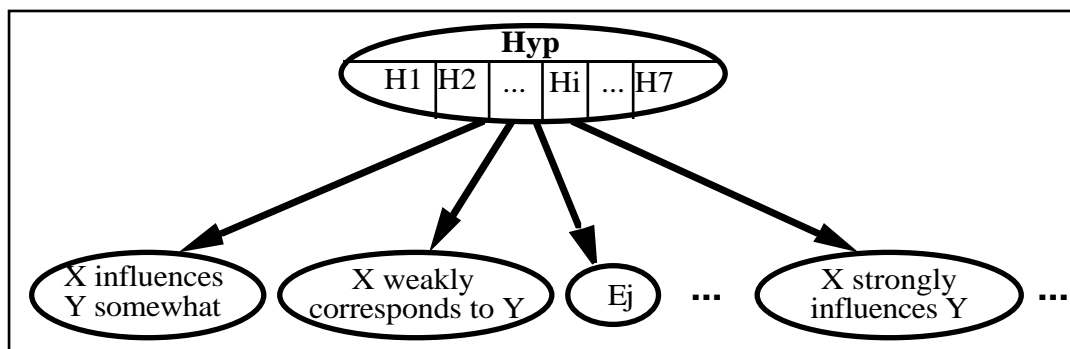 Hyp
H1 H2 ... Hi ... H7
X influences
Y somewhat
X weakly
corresponds to Y
Ej
...
X strongly
influences Y
...